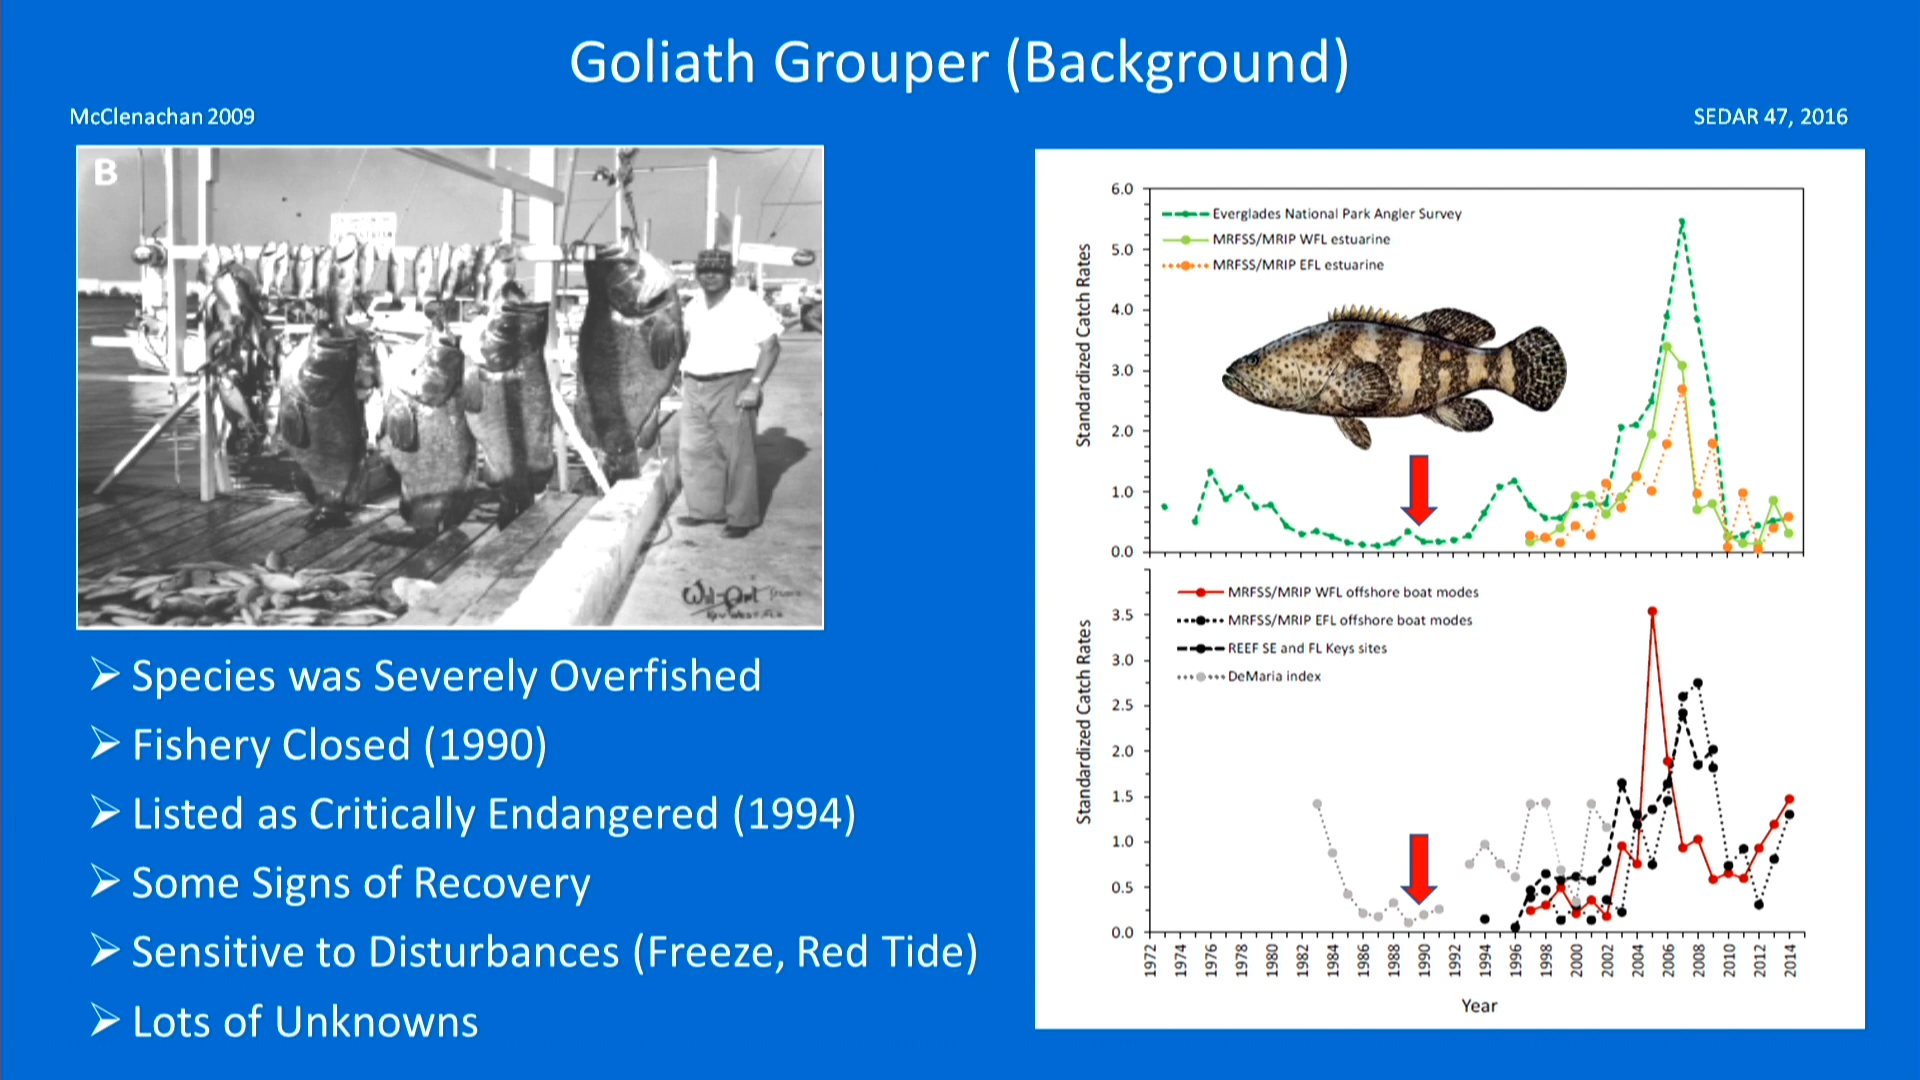 Goliath Grouper (Background)
McClenachan 2009
SEDAR 47, 2016
B
Species was Severely Overfished
Fishery Closed (1990)
Listed as Critically Endangered (1994)
Some Signs of Recovery
Sensitive to Disturbances (Freeze, Red Tide)
Lots of Unknowns
Standardized Catch Rates
6.0
5.0
4.0
3.0
2.0
1.0
0.0
Everglades National Park Angler Survey
MRFSS/MRIP WFL estuarine
MRFSS/MRIP EFL estuarine
Standardized Catch Rates
3.5
3.0
2.5
2.0
1.5
1.0
0.5
0.0
MRFSS/MRIP WFL offshore boat modes
MRFSS/MRIP EFL offshore boat modes
REEF SE and FL Keys sites
DeMaria index
1972 1974 1976 1978 1980 1982 1984 1986 1988 1990 1992 1994 1996 1998 2000 2002 2004 2006 2008 2010 2012 2014
Year